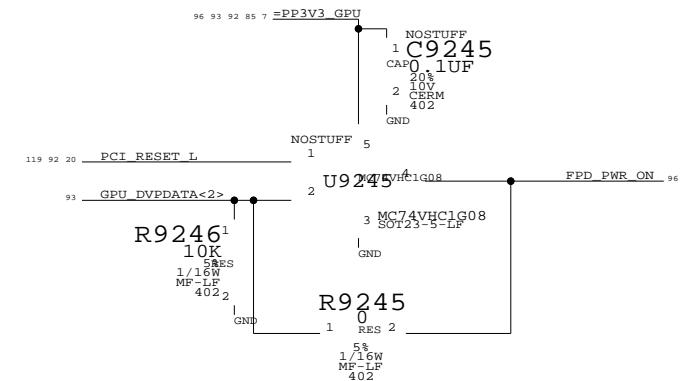 96 93 92 85 7 =PP3V3_GPU
NOSTUFF
1 C9245
CAP 0.1UF
20%
10V
2 CERM
402
GND
NOSTUFF 5
119 92 20 PCI_RESET_L 1
U9245 MC74VHC1G08 4 FPD_PWR_ON 96
93 GPU_DVPDATA<2> 2
3 MC74VHC1G08
SOT23-5-LF
GND
R9246 1
10K
5% RES
1/16W
MF-LF
402 2
GND
R9245
0
1 RES 2
5%
1/16W
MF-LF
402